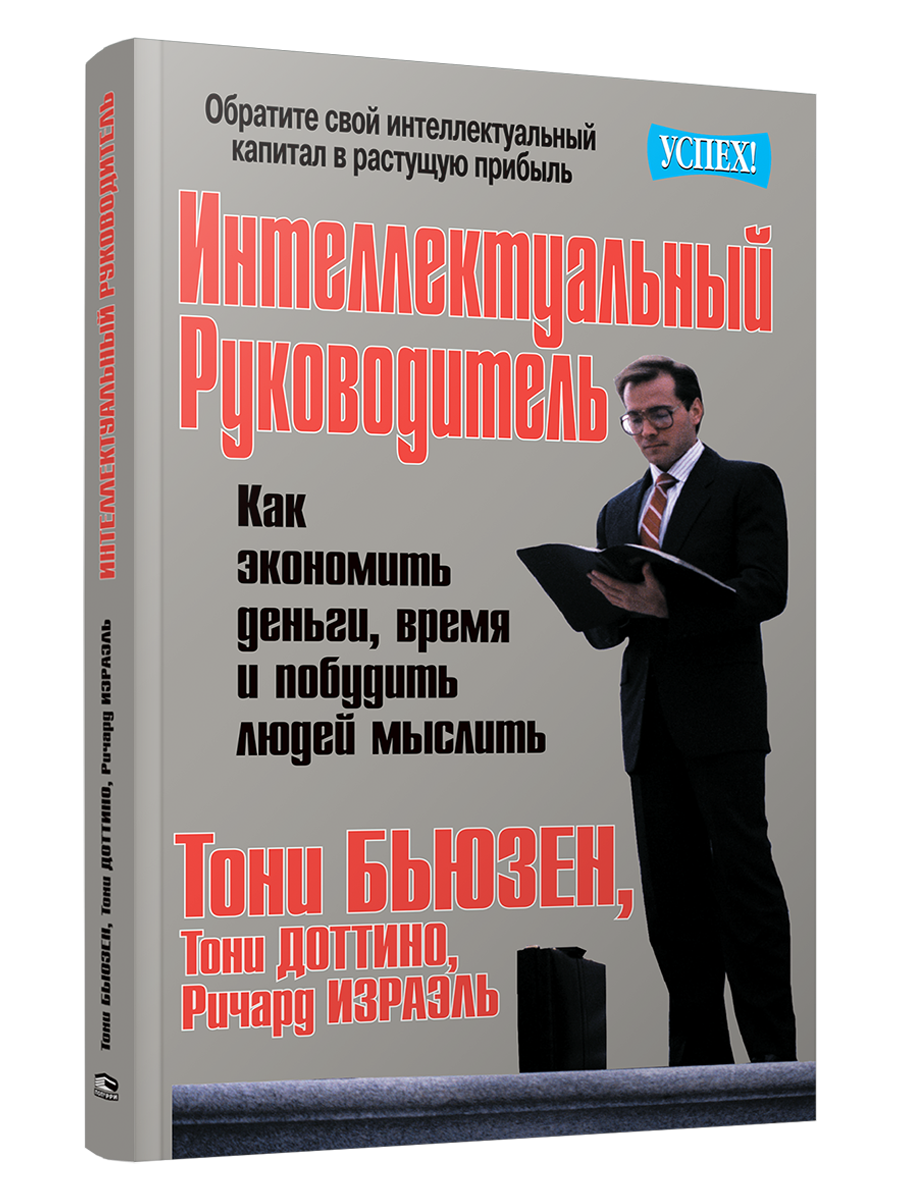 Обратите свой интеллектуальный
капитал в растущую прибыль
УСПЕХ!
Интеллектуальный
Руководитель
Как
экономить
деньги, время
и побудить
людей мыслить
Тони БЬЮЗЕН,
Тони ДОТТИНО,
Ричард ИЗРАЭЛЬ
Тони БЬЮЗЕН, Тони ДОТТИНО, Ричард ИЗРАЭЛЬ ИНТЕЛЛЕКТУАЛЬНЫЙ РУКОВОДИТЕЛЬ
ПОПУРРИ